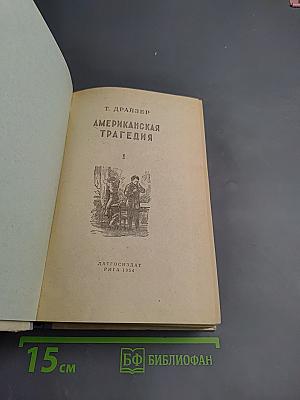 Т. ДРАЙЗЕР
АМЕРИКАНСКАЯ
ТРАГЕДИЯ
1
ЛАТГОСИЗДАТ
РИГА-1954
15 см
БФ БИБЛИОФАН